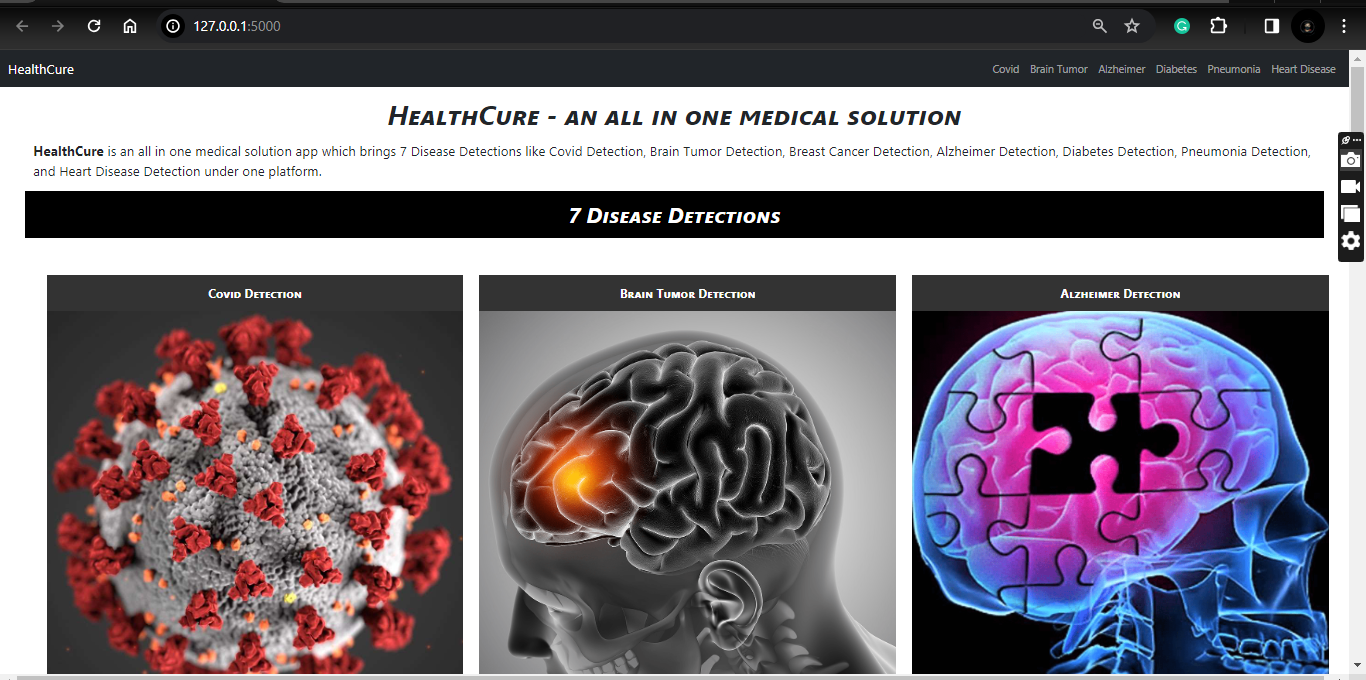 127.0.0.1:5000
HealthCure
Covid Brain Tumor Alzheimer Diabetes Pneumonia Heart Disease
HealthCure - an all in one medical solution
HealthCure is an all in one medical solution app which brings 7 Disease Detections like Covid Detection, Brain Tumor Detection, Breast Cancer Detection, Alzheimer Detection, Diabetes Detection, Pneumonia Detection,
and Heart Disease Detection under one platform.
7 Disease Detections
Covid Detection Brain Tumor Detection Alzheimer Detection